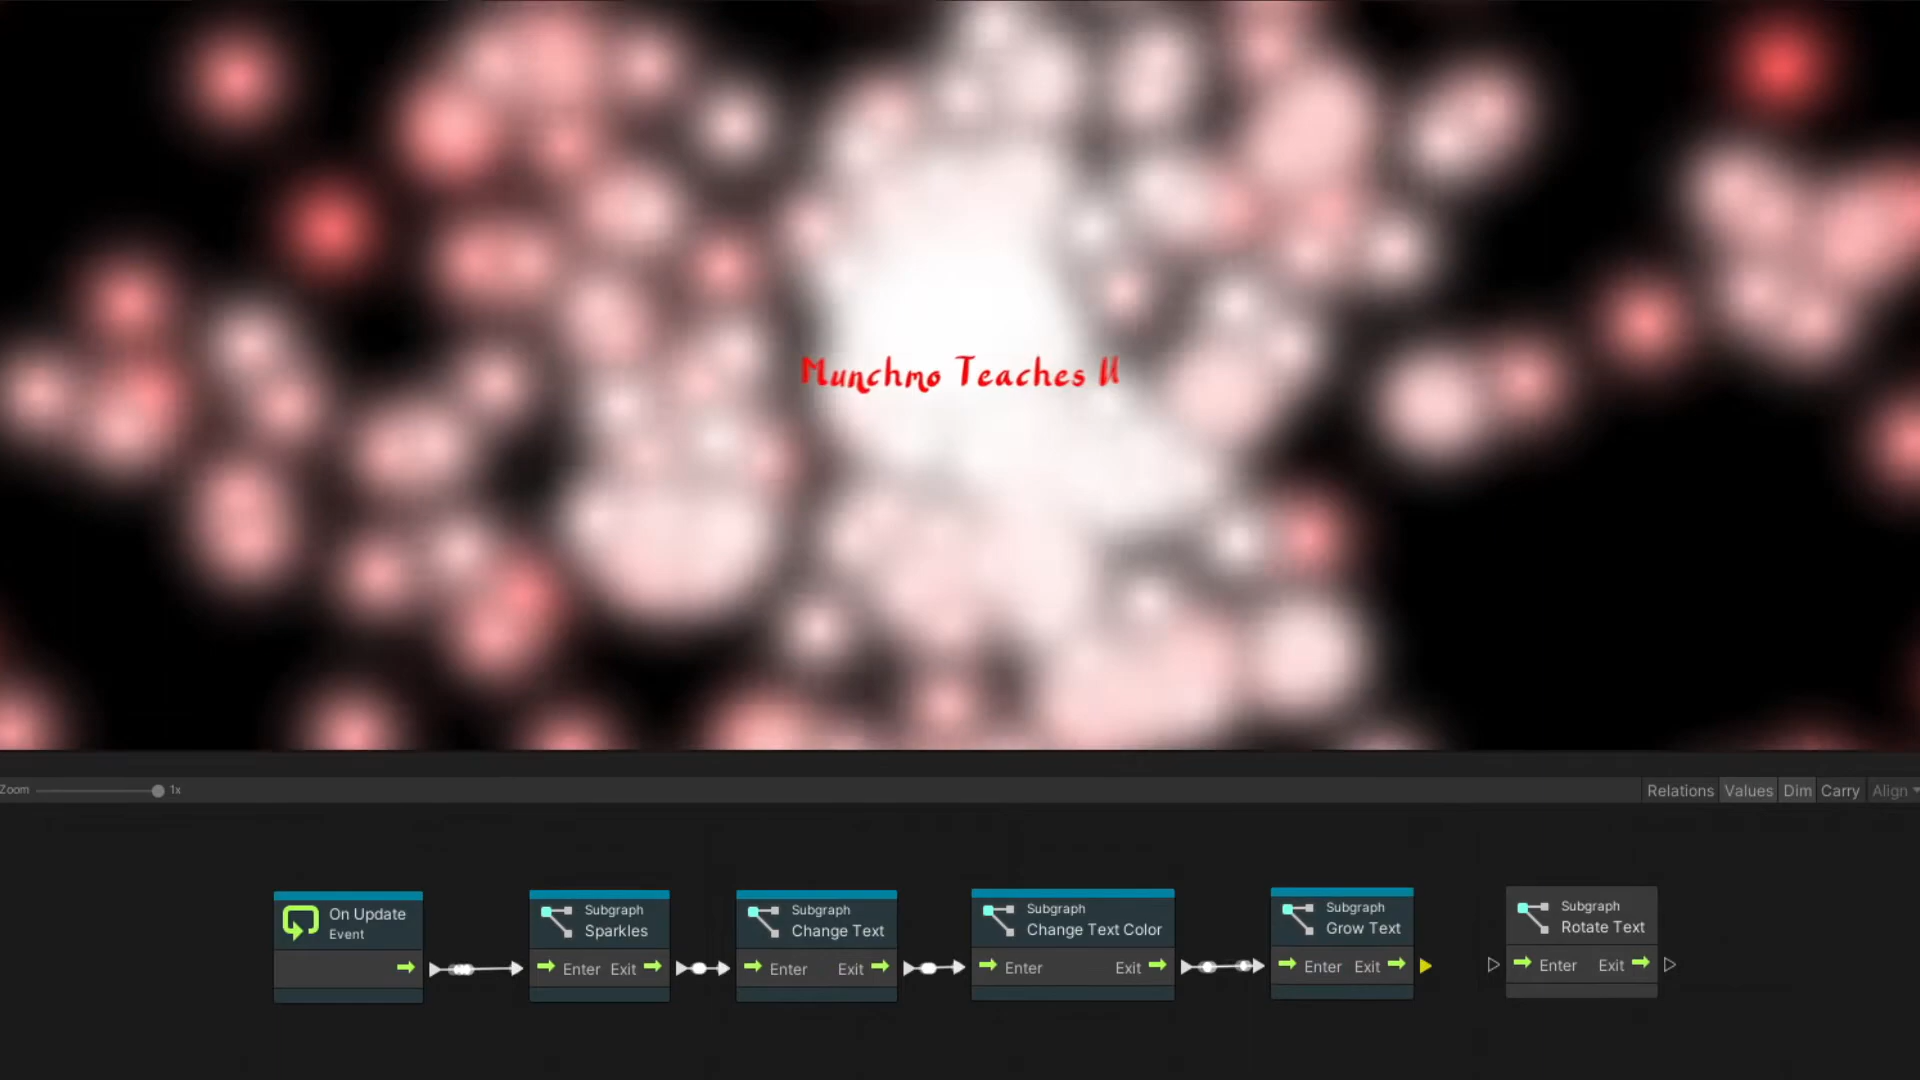 Munchmo Teaches U
Zoom 1x Relations Values Dim Carry Align
On Update
Event
Subgraph
Sparkles
Enter Exit
Subgraph
Change Text
Enter Exit
Subgraph
Change Text Color
Enter Exit
Subgraph
Grow Text
Enter Exit
Subgraph
Rotate Text
Enter Exit